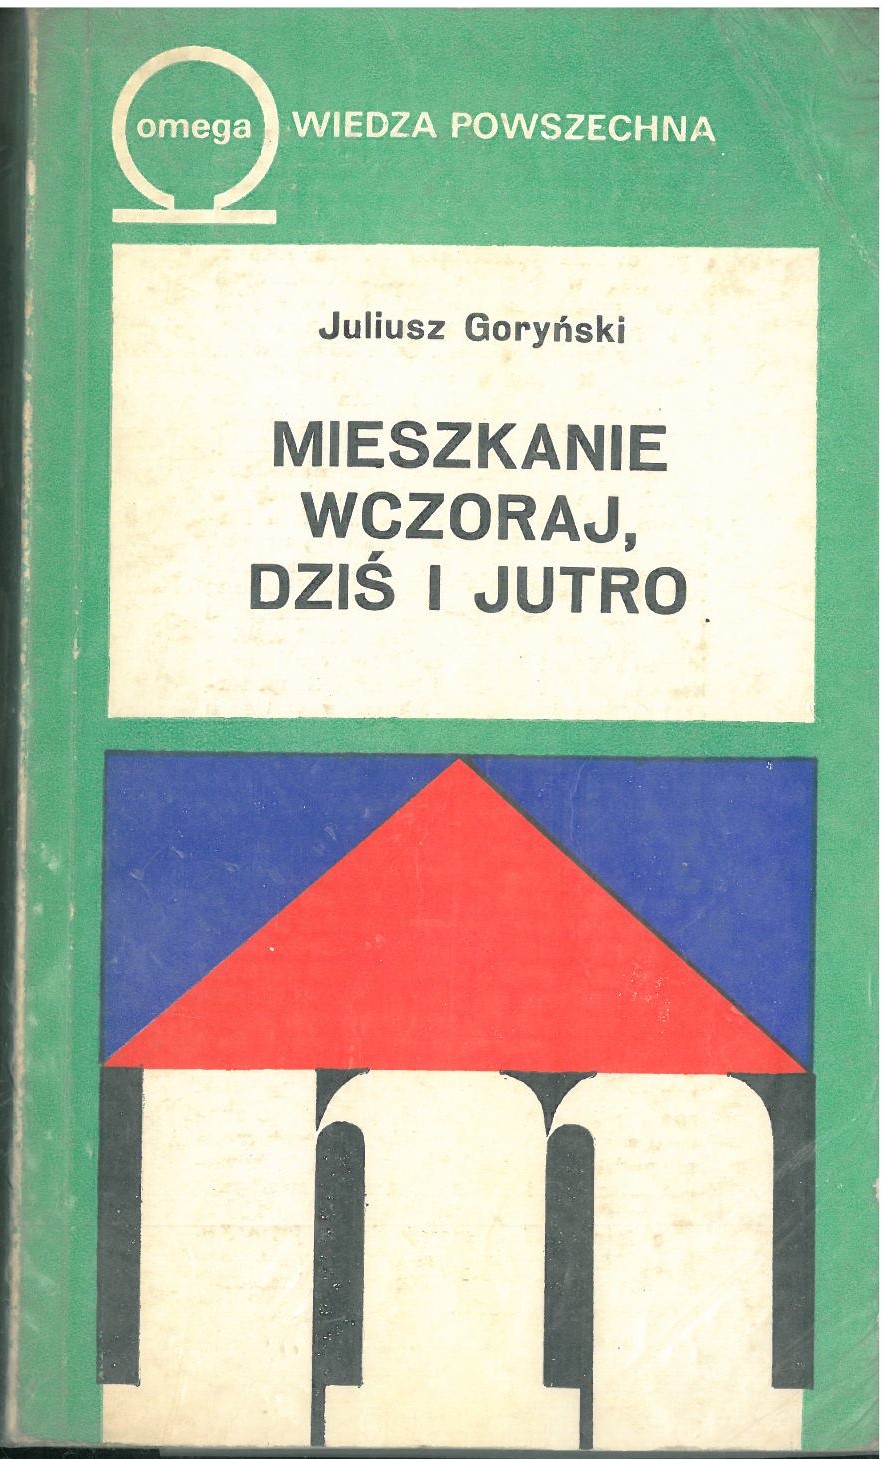 omega WIEDZA POWSZECHNA
Juliusz Goryński
MIESZKANIE
WCZORAJ,
DZIŚ I JUTRO